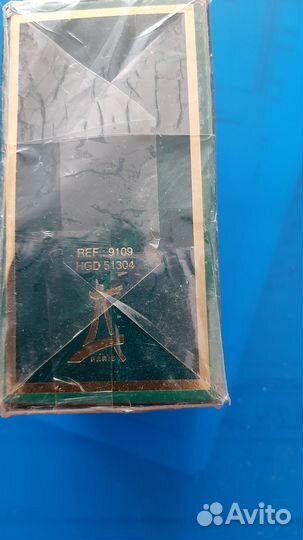 REF : 9109
HGD 51304
PARIS
Avito